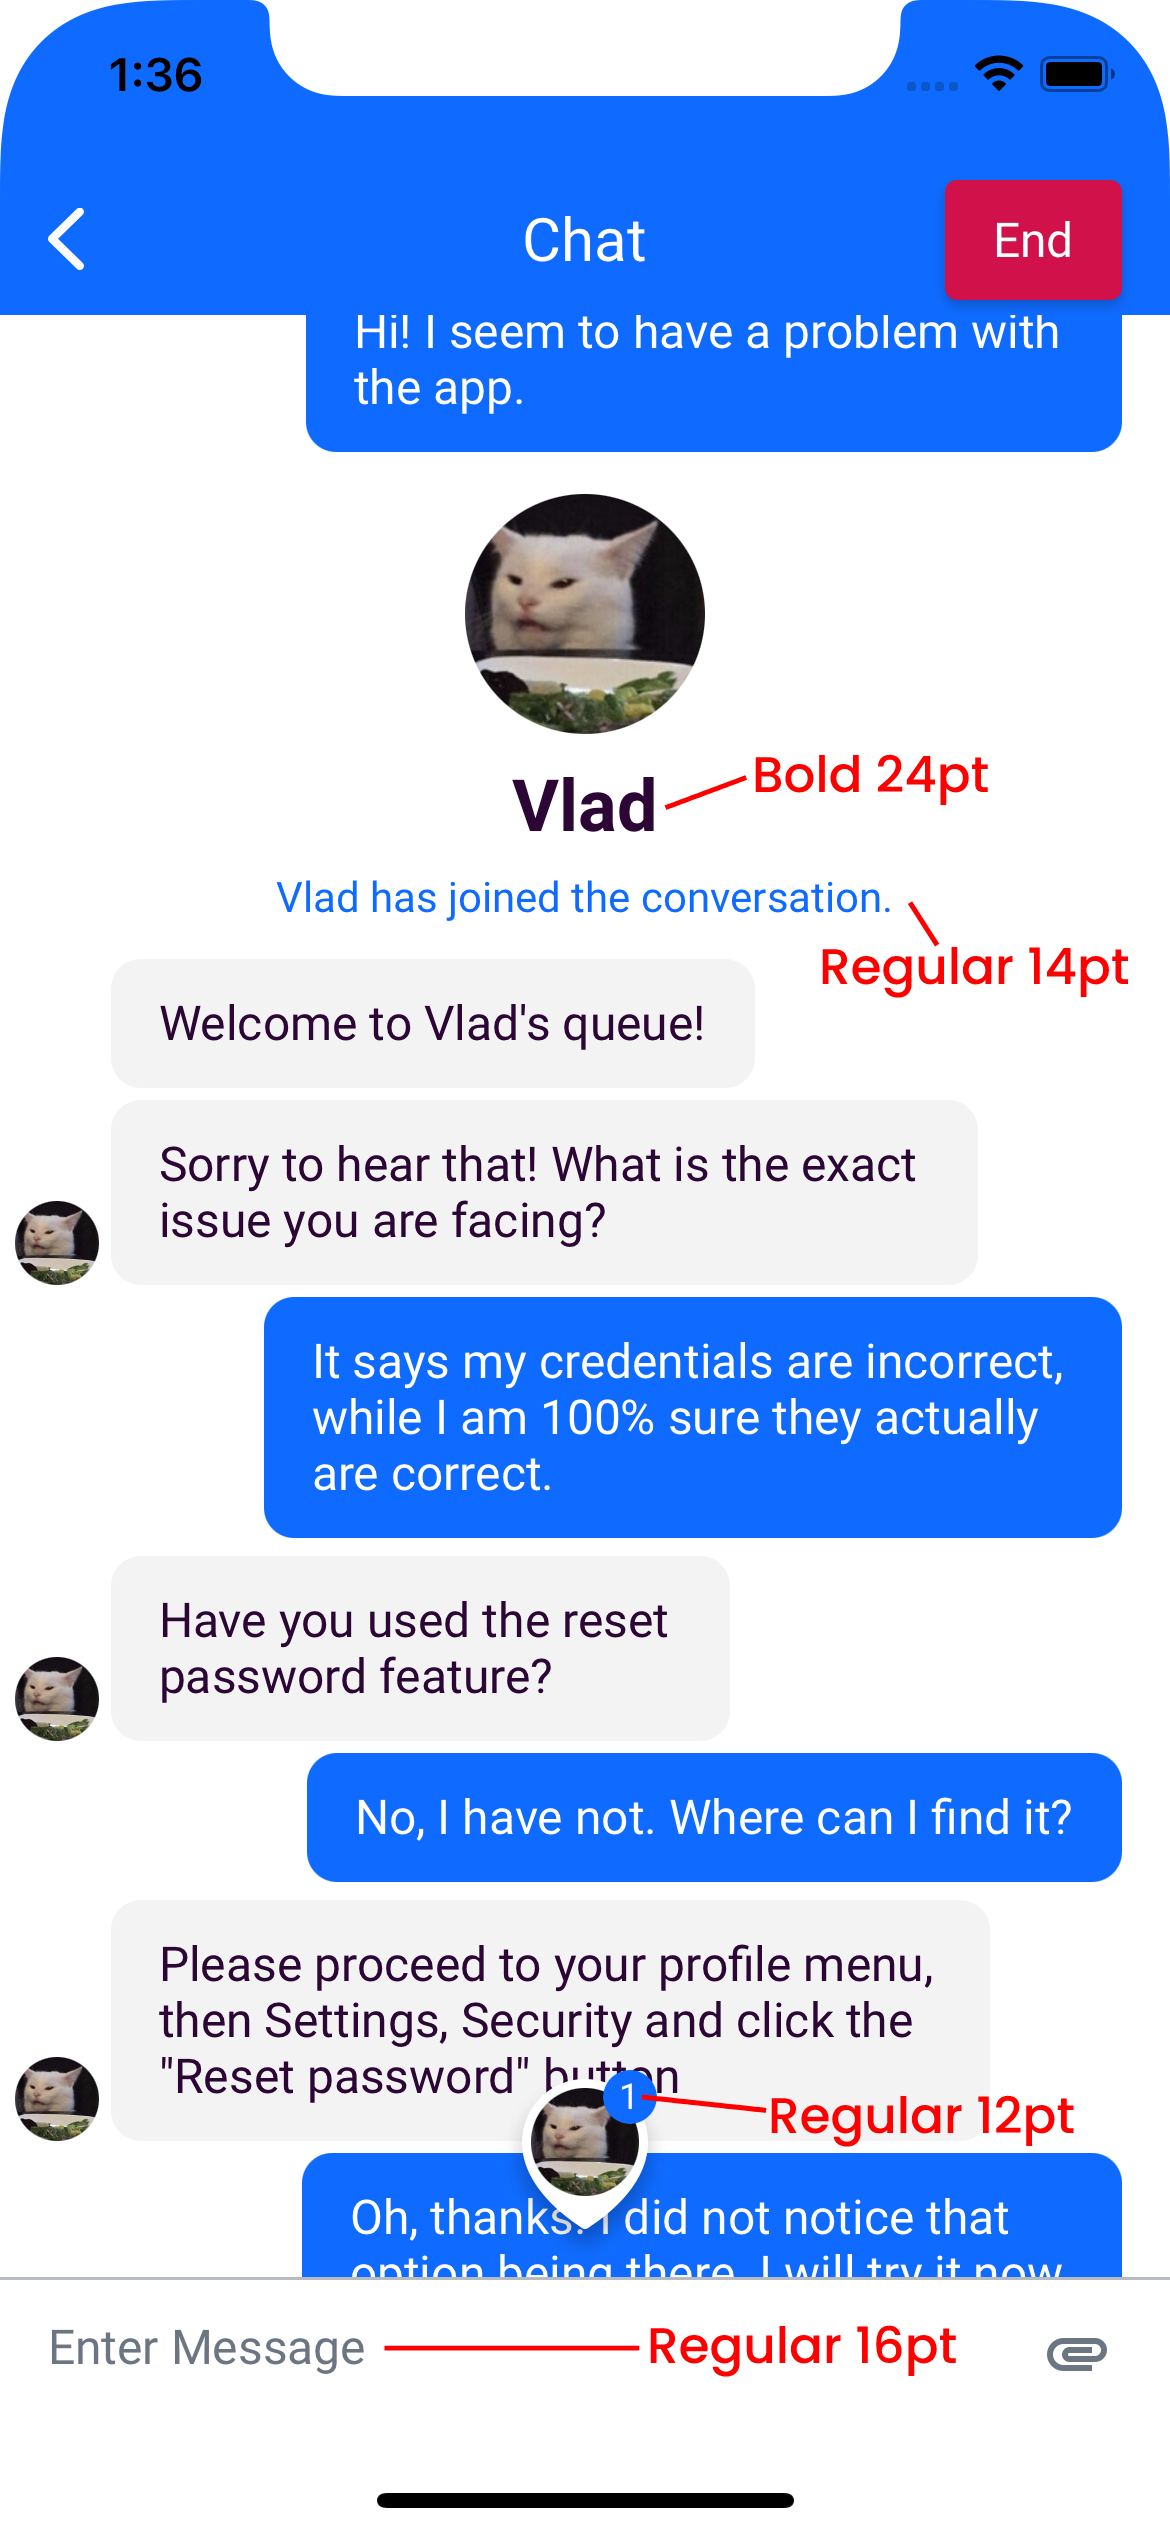 1:36
Chat
End
Hi! I seem to have a problem with
the app.
Vlad
Bold 24pt
Vlad has joined the conversation.
Regular 14pt
Welcome to Vlad's queue!
Sorry to hear that! What is the exact
issue you are facing?
It says my credentials are incorrect,
while I am 100% sure they actually
are correct.
Have you used the reset
password feature?
No, I have not. Where can I find it?
Please proceed to your profile menu,
then Settings, Security and click the
"Reset password" button
1
Regular 12pt
Oh, thanks! I did not notice that
option being there. I will try it now
Enter Message
Regular 16pt